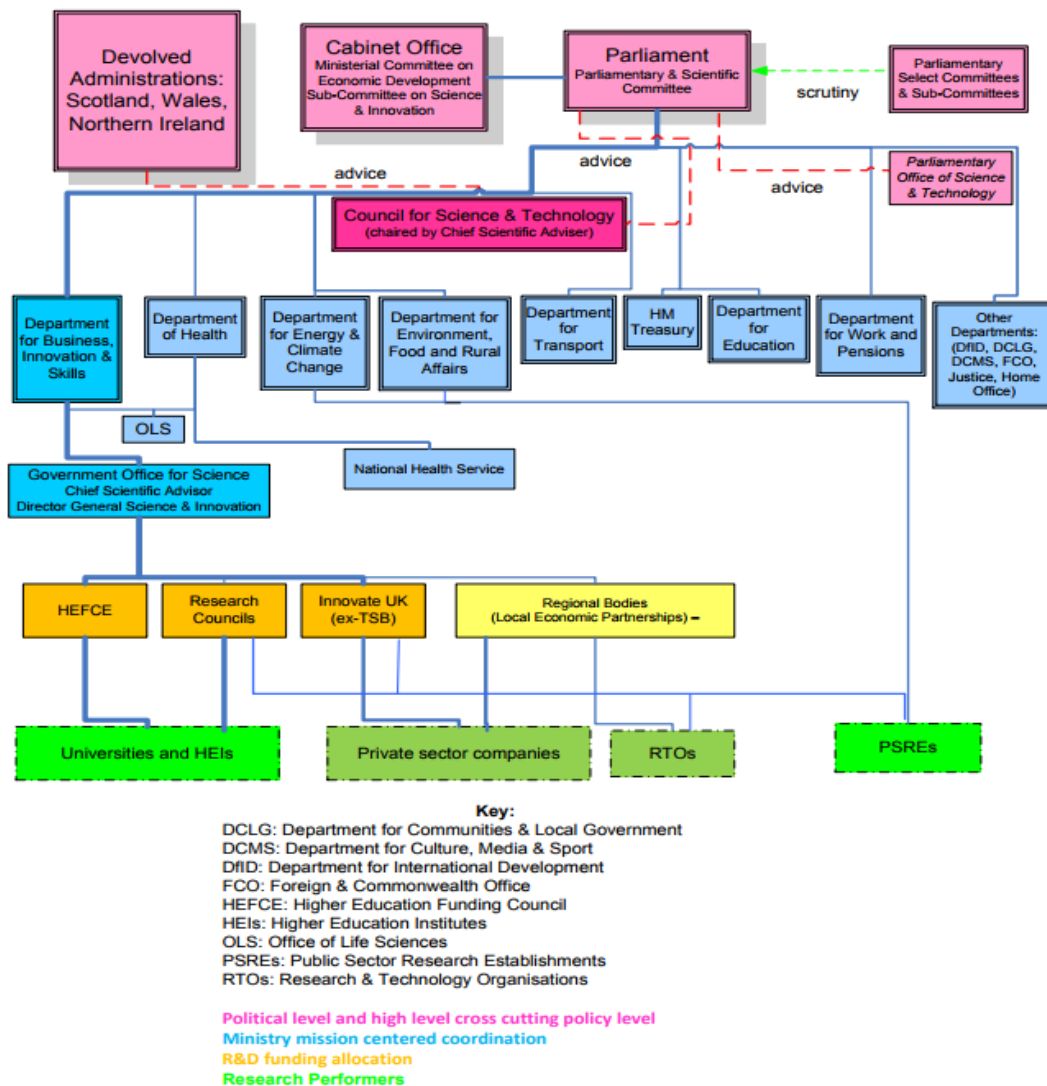 Devolved
Administrations:
Scotland, Wales,
Northern Ireland
Cabinet Office
Ministerial Committee on
Economic Development
Sub-Committee on Science
& Innovation
Parliament
Parliamentary & Scientific
Committee
Parliamentary
Select Committees
& Sub-Committees
scrutiny
advice
advice
advice
Parliamentary
Office of Science
& Technology
Council for Science & Technology
(chaired by Chief Scientific Adviser)
Department
for Business,
Innovation &
Skills
Department
of Health
Department
for Energy &
Climate
Change
Department for
Environment,
Food and Rural
Affairs
Department
for
Transport
HM
Treasury
Department
for
Education
Department
for Work and
Pensions
Other
Departments:
(DfID, DCLG,
DCMS, FCO,
Justice, Home
Office)
OLS
National Health Service
Government Office for Science
Chief Scientific Advisor
Director General Science & Innovation
HEFCE
Research
Councils
Innovate UK
(ex-TSB)
Regional Bodies
(Local Economic Partnerships) –
Universities and HEIs
Private sector companies
RTOs
PSREs
Key:
DCLG: Department for Communities & Local Government
DCMS: Department for Culture, Media & Sport
DfID: Department for International Development
FCO: Foreign & Commonwealth Office
HEFCE: Higher Education Funding Council
HEIs: Higher Education Institutes
OLS: Office of Life Sciences
PSREs: Public Sector Research Establishments
RTOs: Research & Technology Organisations
Political level and high level cross cutting policy level
Ministry mission centered coordination
R&D funding allocation
Research Performers